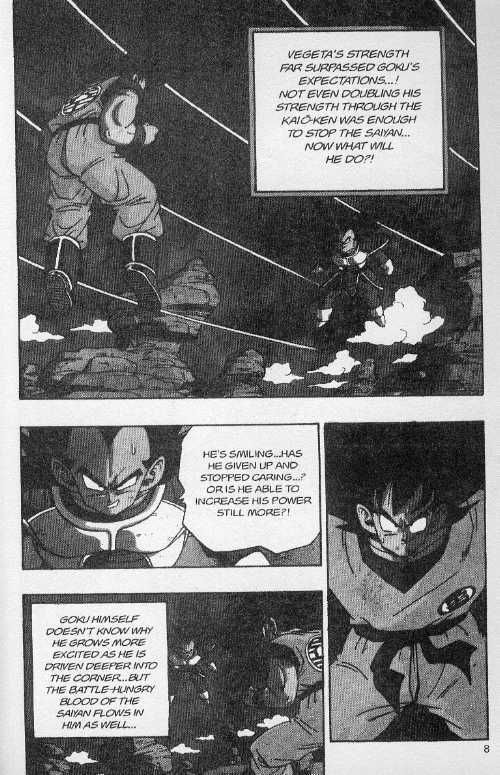 VEGETA'S STRENGTH
FAR SURPASSED GOKU'S
EXPECTATIONS...!
NOT EVEN DOUBLING HIS
STRENGTH THROUGH THE
KAIÔ-KEN WAS ENOUGH
TO STOP THE SAIYAN...
NOW WHAT WILL
HE DO?!
HE'S SMILING...HAS
HE GIVEN UP AND
STOPPED CARING...?
OR IS HE ABLE TO
INCREASE HIS POWER
STILL MORE?!
GOKU HIMSELF
DOESN'T KNOW WHY
HE GROWS MORE
EXCITED AS HE IS
DRIVEN DEEPER INTO
THE CORNER...BUT
THE BATTLE-HUNGRY
BLOOD OF THE
SAIYAN FLOWS IN
HIM AS WELL...
8